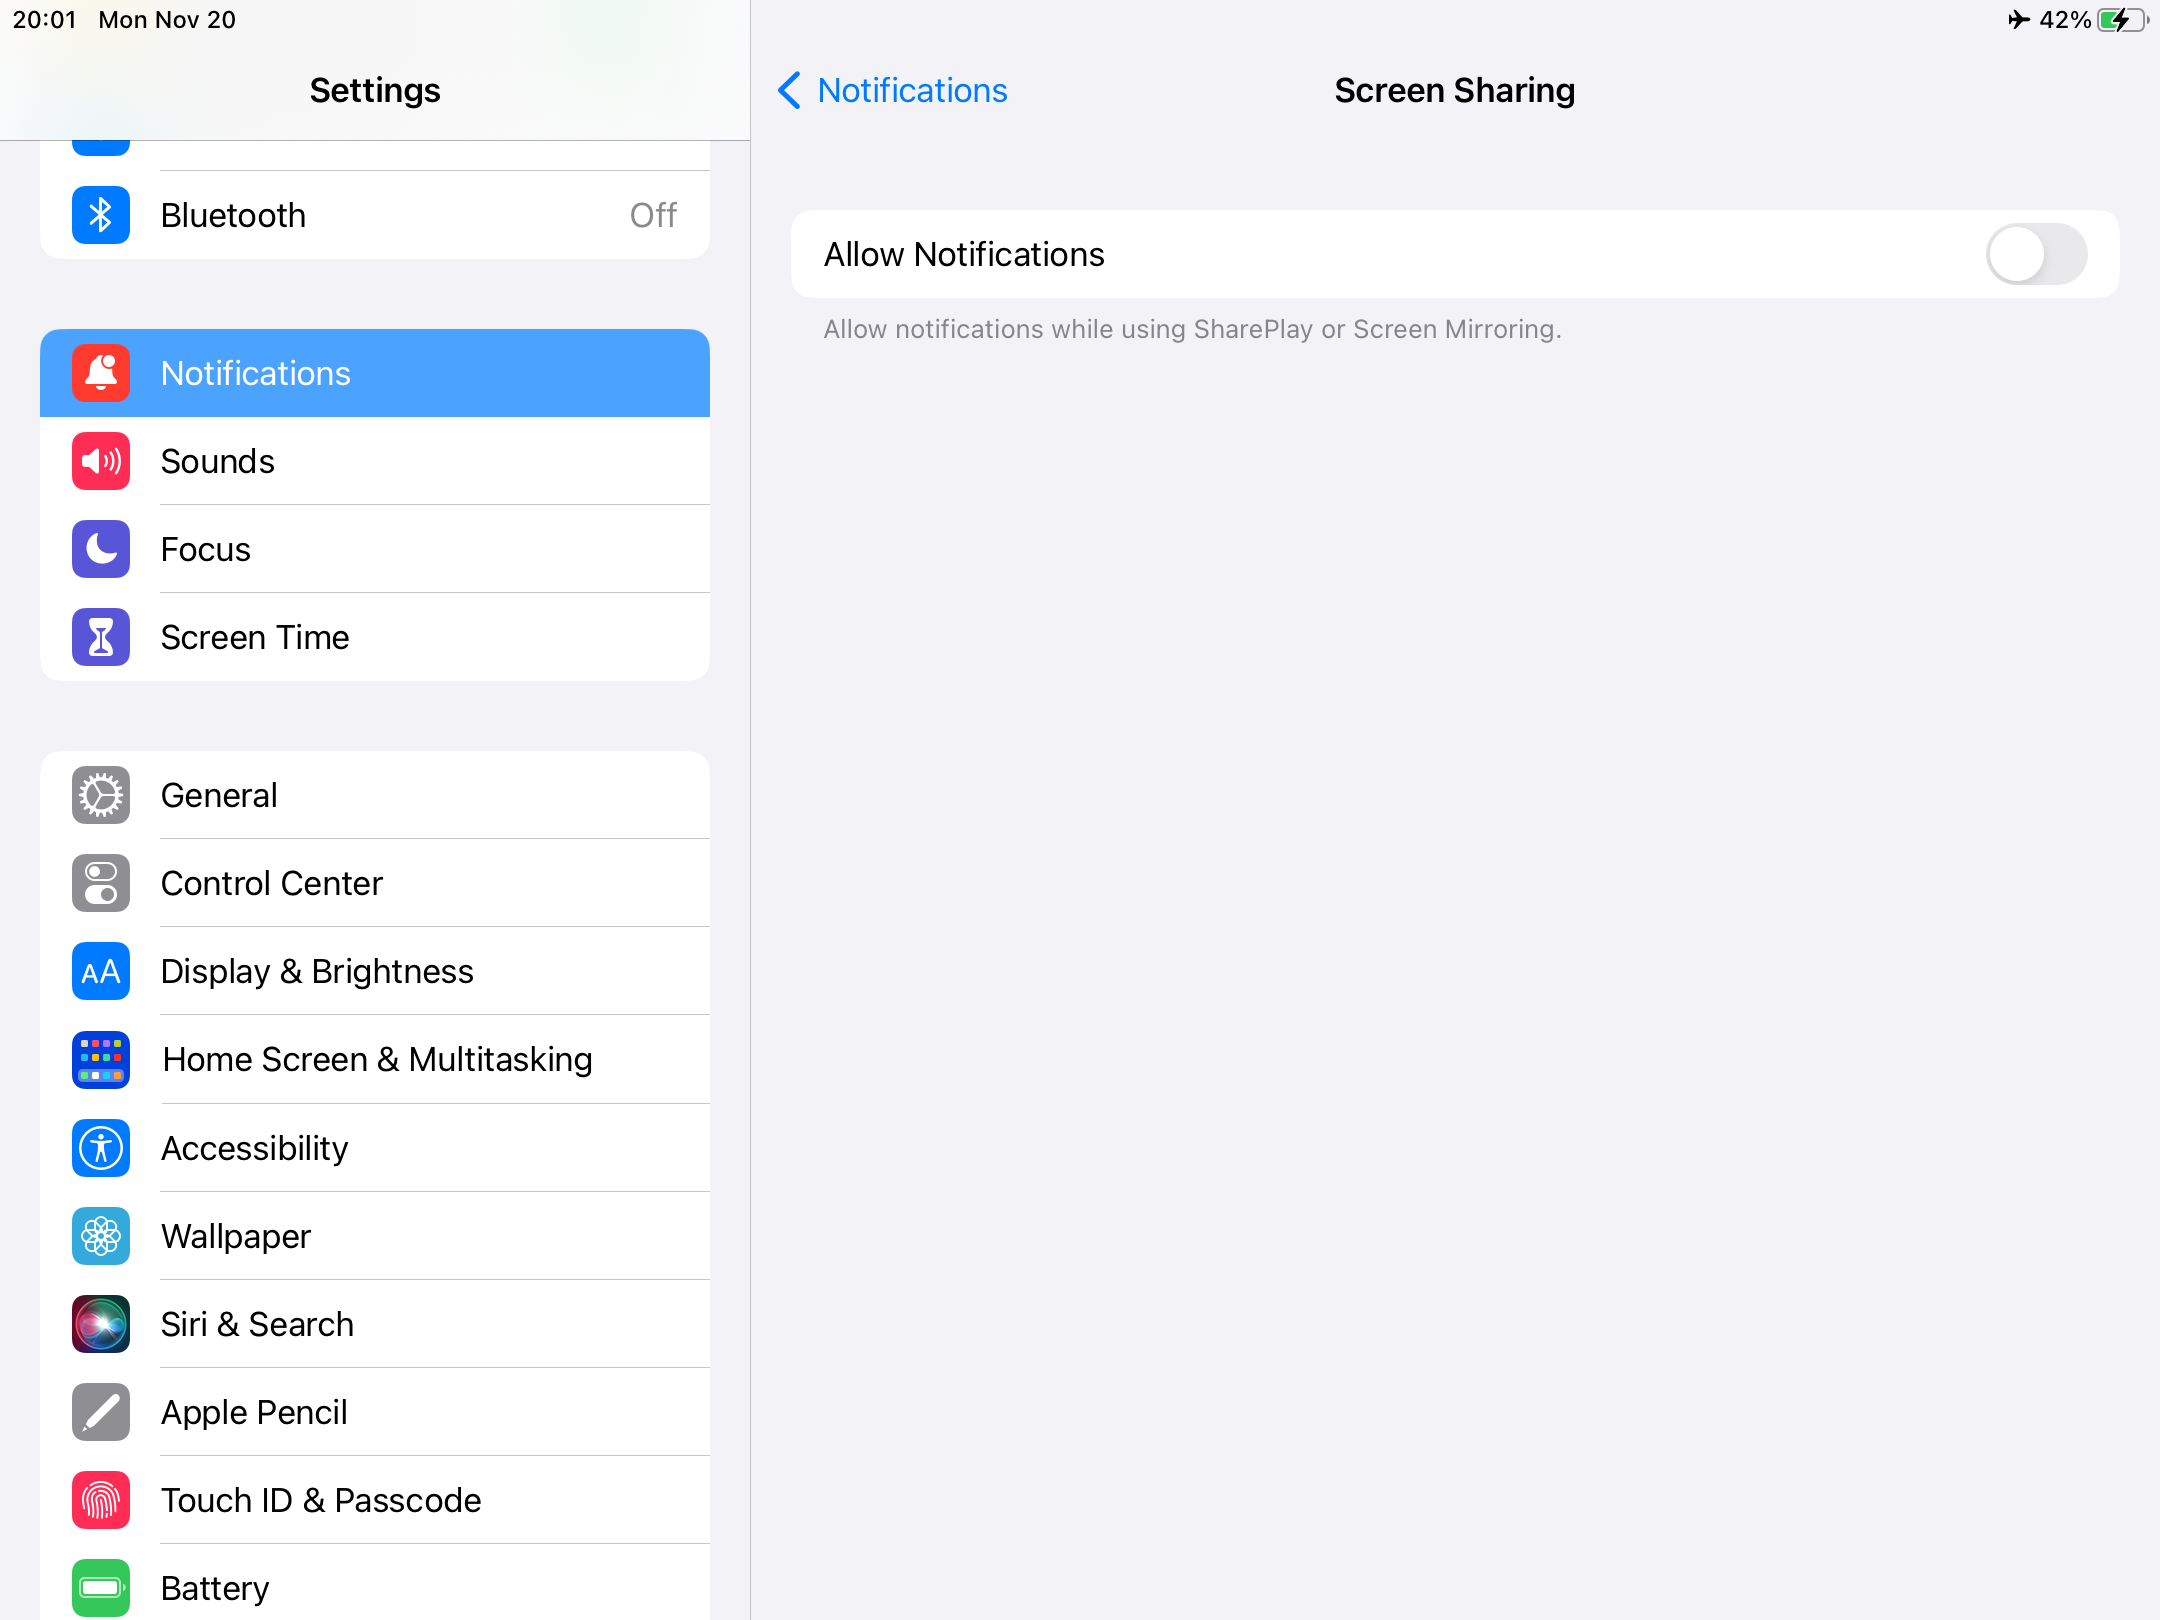 20:01 Mon Nov 20
42%
Settings
Bluetooth Off
Notifications
Sounds
Focus
Screen Time
General
Control Center
AA Display & Brightness
Home Screen & Multitasking
Accessibility
Wallpaper
Siri & Search
Apple Pencil
Touch ID & Passcode
Battery
Notifications
Screen Sharing
Allow Notifications
Allow notifications while using SharePlay or Screen Mirroring.